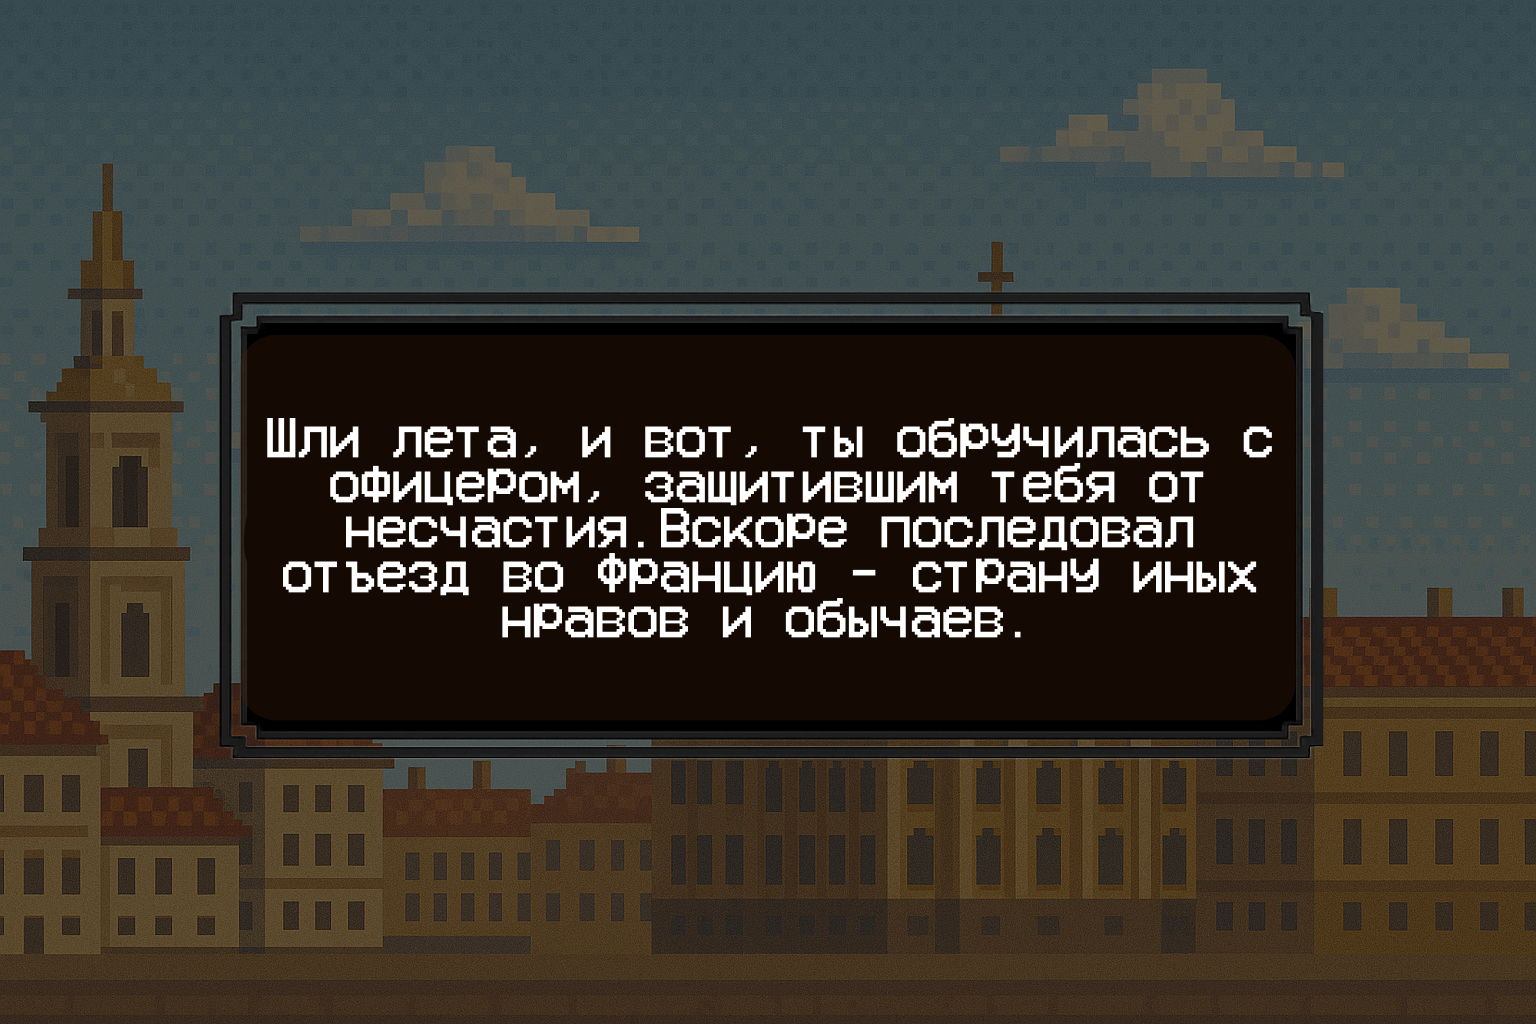 Шли лета, и вот, ты обручилась с
офицером, защитившим тебя от
несчастия.Вскоре последовал
отъезд во Францию – страну иных
нравов и обычаев.